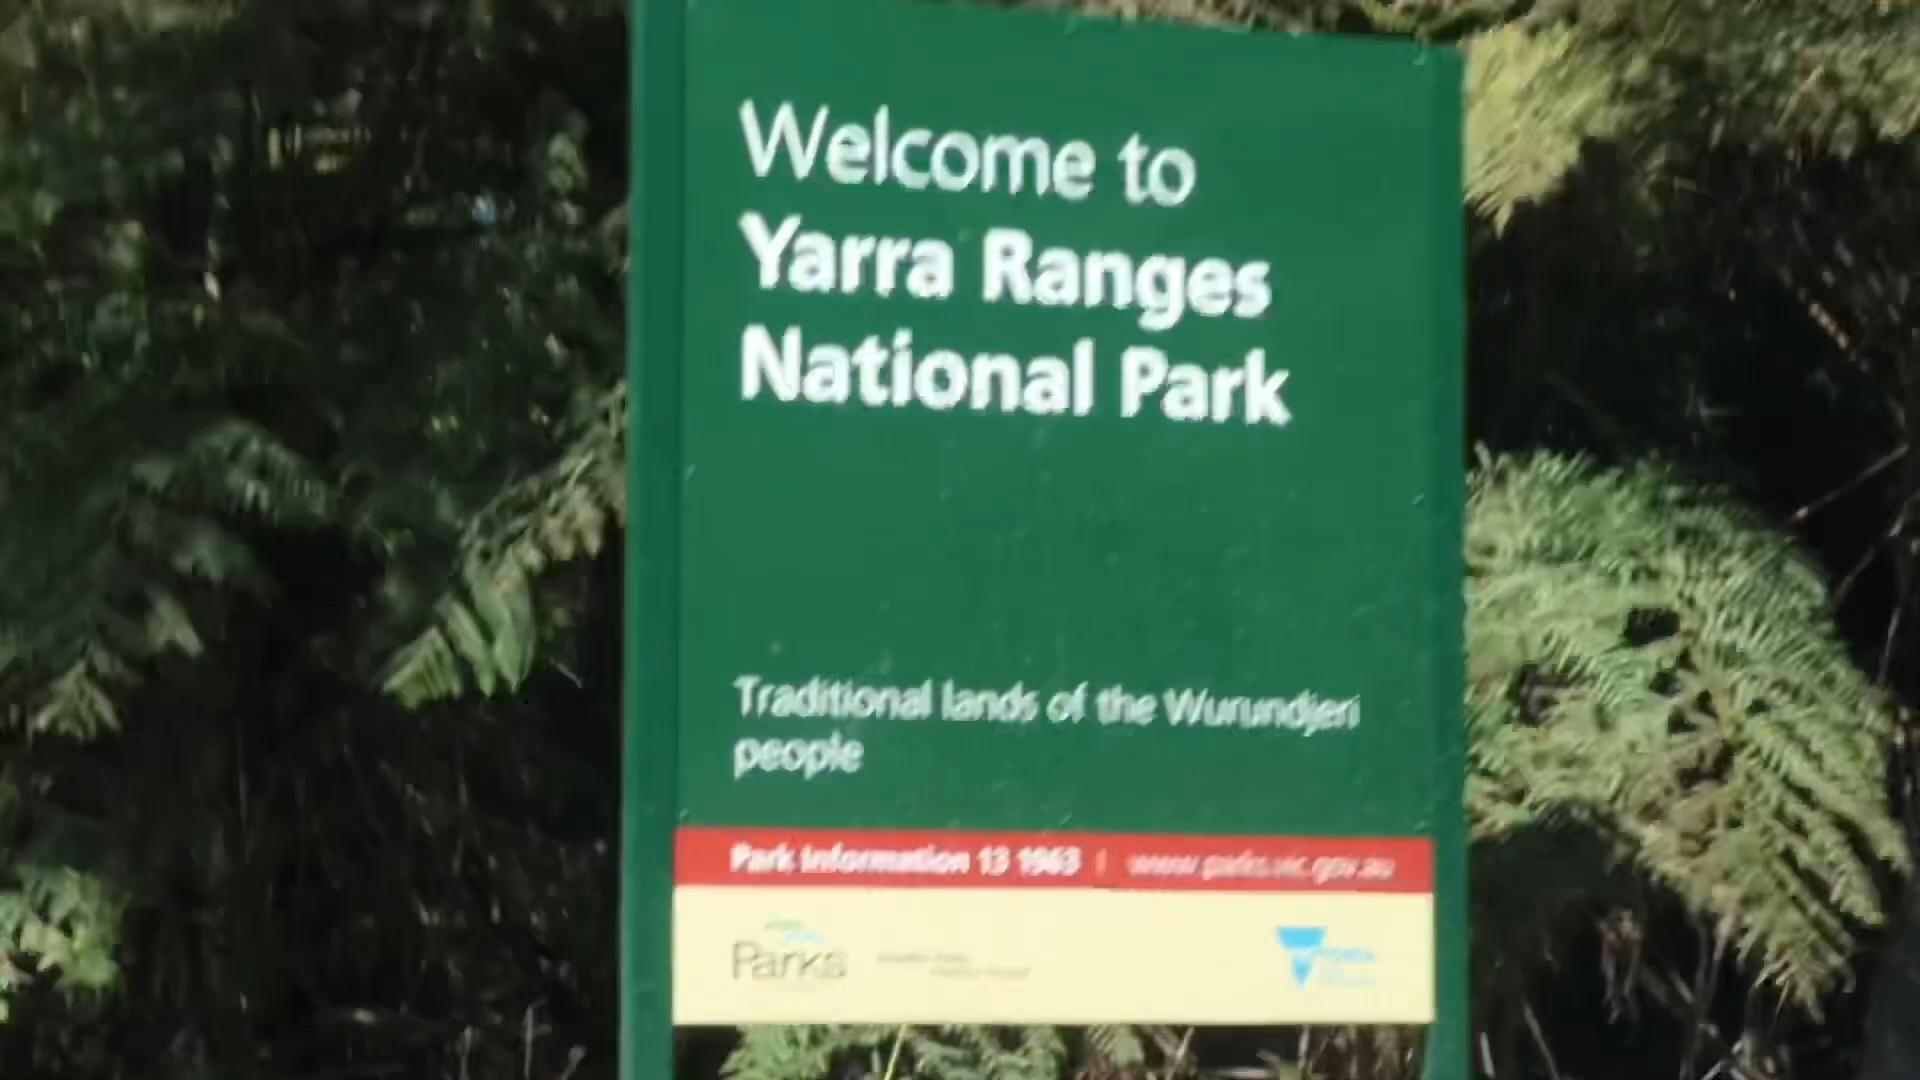 Welcome to
Yarra Ranges
National Park
Traditional lands of the Wurundjeri
people
Park Information 13 1963 | www.parks.vic.gov.au
Parks